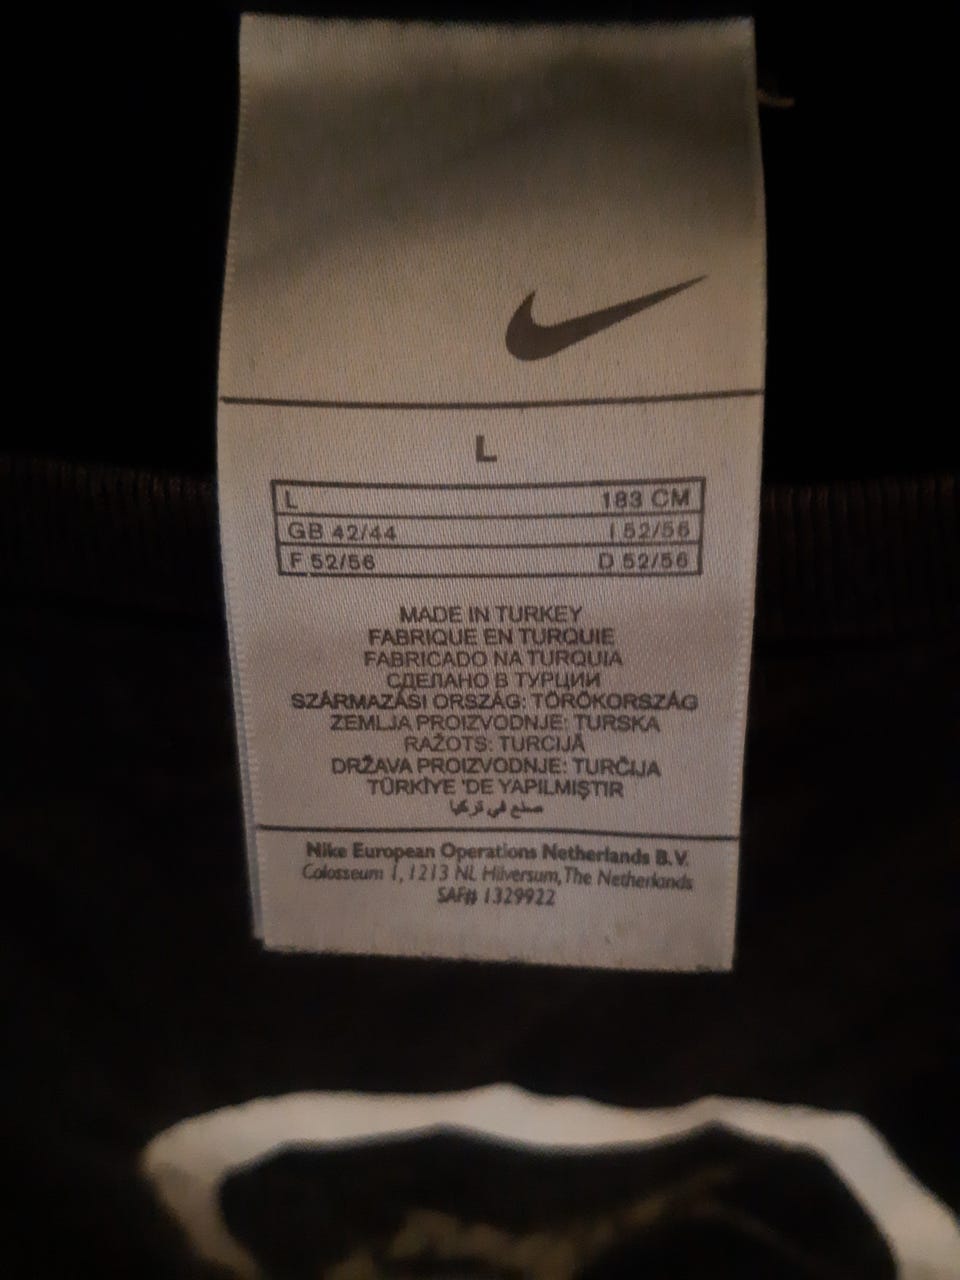 L
L 183 CM
GB 42/44 I 52/56
F 52/56 D 52/56
MADE IN TURKEY
FABRIQUE EN TURQUIE
FABRICADO NA TURQUIA
СДЕЛАНО В ТУРЦИИ
SZÁRMAZÁSI ORSZÁG: TÖRÖKORSZÁG
ZEMLJA PROIZVODNJE: TURSKA
RAŽOTS: TURCIJĀ
DRŽAVA PROIZVODNJE: TURČIJA
TÜRKİYE 'DE YAPILMIŞTIR
صنع في تركيا
Nike European Operations Netherlands B.V.
Colosseum 1, 1213 NL Hilversum, The Netherlands
SAF# 1329922